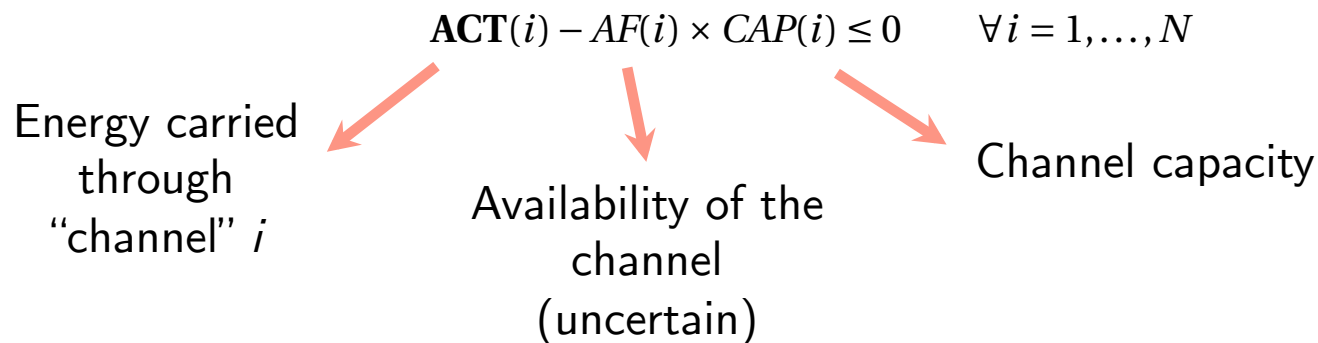 ACT(i) − AF(i) × CAP(i) ≤ 0 ∀i = 1,...,N
Energy carried
through
“channel” i
Availability of the
channel
(uncertain)
Channel capacity